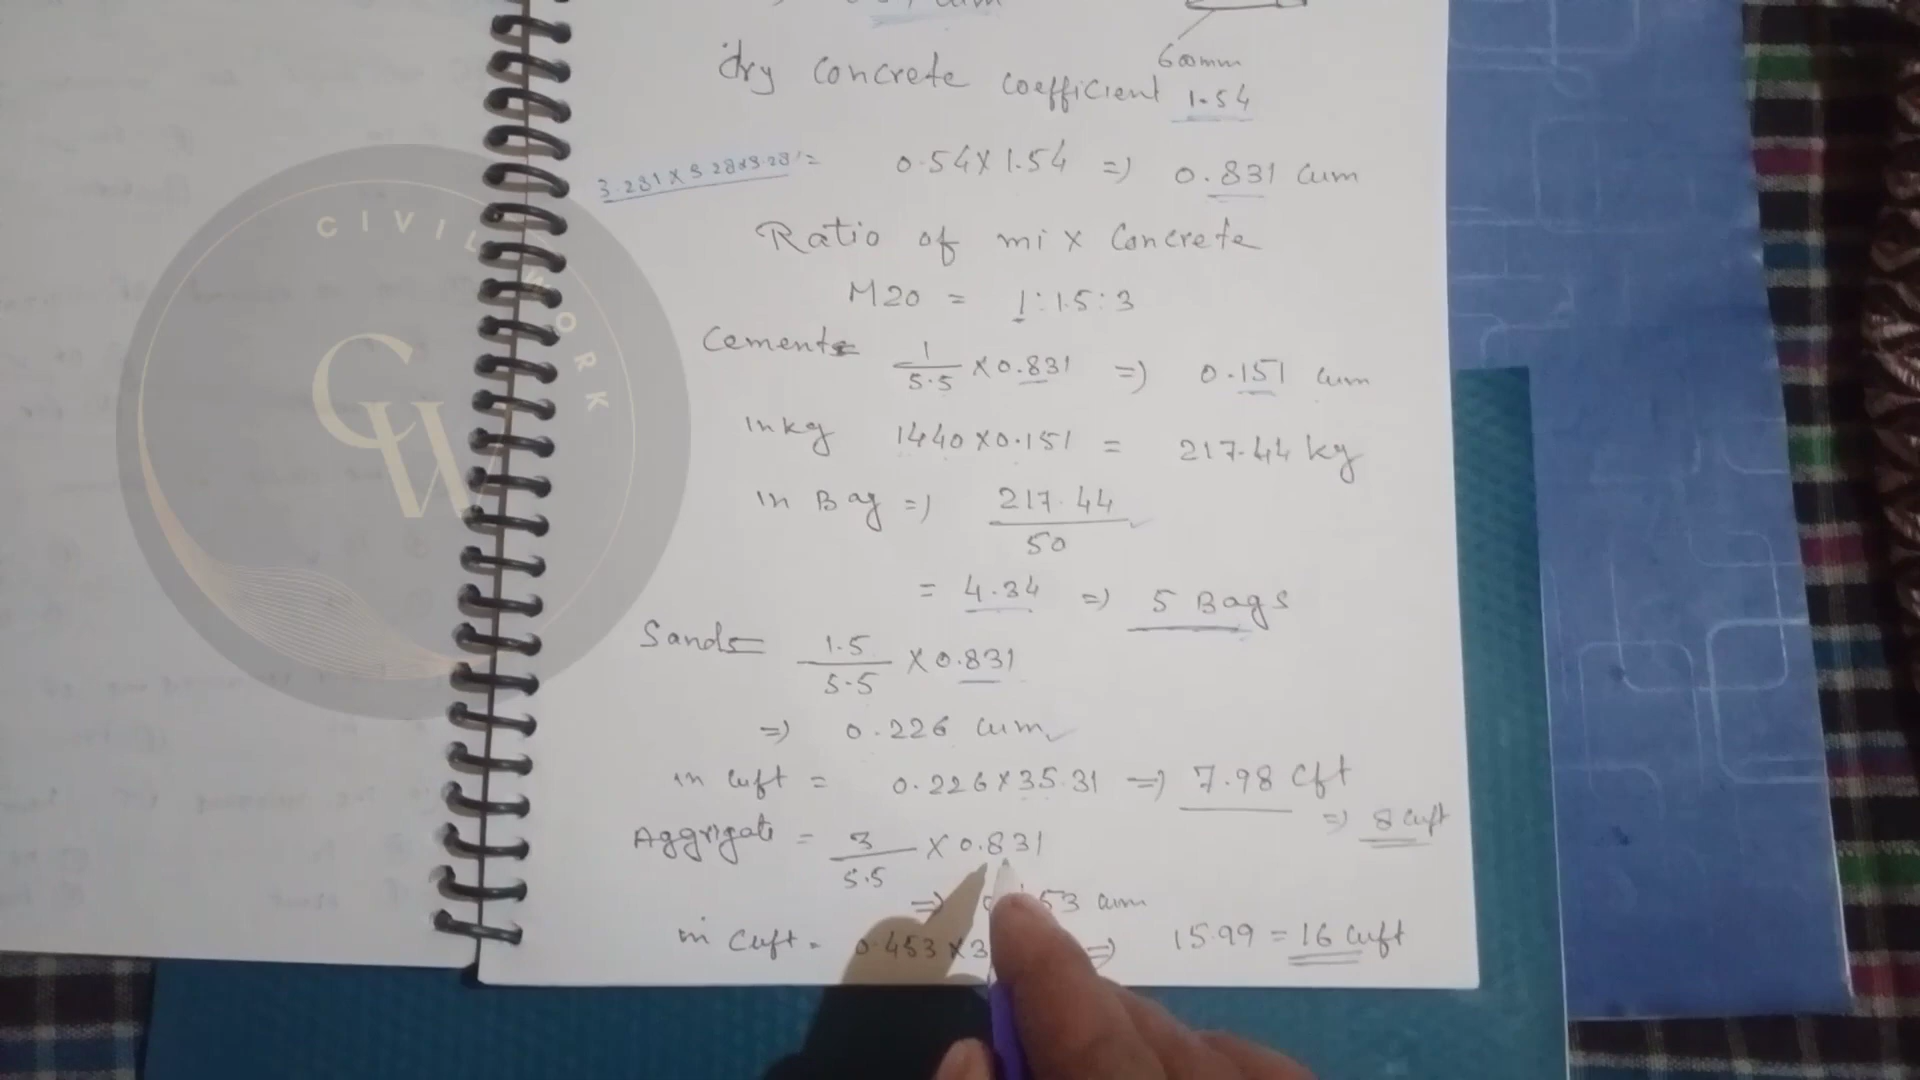 600mm
dry concrete coefficient 1.54
3.281 X 3.28x3.281 =
0.54 X 1.54 => 0.831 Cum
Ratio of mix Concrete
M20 = 1:1.5:3
Cement = 1/5.5 X 0.831 => 0.151 Cum
In kg 1440 X 0.151 = 217.44 kg
In Bag => 217.44/50
= 4.34 => 5 Bags
Sand = 1.5/5.5 X 0.831
=> 0.226 Cum
in Cuft = 0.226 X 35.31 => 7.98 Cft
=> 8 Cuft
Aggrigate = 3/5.5 X 0.831
=> 53 Cum
in Cuft = 0.453 X 3 => 15.99 = 16 Cuft
CIVIL WORK
CW